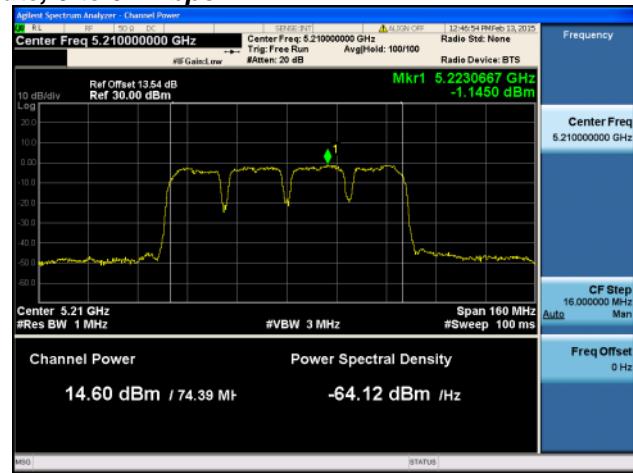 Agilent Spectrum Analyzer - Channel Power
RL RF 50 Ω DC SENSE:INT ALIGN OFF 12:46:54 PM Feb 13, 2015
Center Freq 5.210000000 GHz
Center Freq: 5.210000000 GHz
Radio Std: None
Trig: Free Run Avg|Hold: 100/100
#IFGain:Low #Atten: 20 dB Radio Device: BTS
Frequency
Ref Offset 13.54 dB
Mkr1 5.2230667 GHz
10 dB/div Ref 30.00 dBm -1.1450 dBm
Log
20.0
10.0
0.00
-10.0
-20.0
-30.0
-40.0
-50.0
-60.0
1
Center 5.21 GHz Span 160 MHz
#Res BW 1 MHz #VBW 3 MHz #Sweep 100 ms
Channel Power Power Spectral Density
14.60 dBm / 74.39 MH -64.12 dBm /Hz
Center Freq
5.210000000 GHz
CF Step
16.000000 MHz
Auto Man
Freq Offset
0 Hz
MSG STATUS